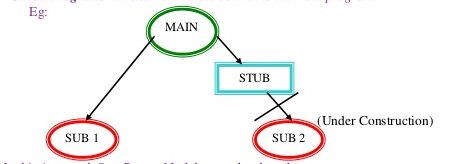 Eg:
MAIN
STUB
(Under Construction)
SUB 1
SUB 2